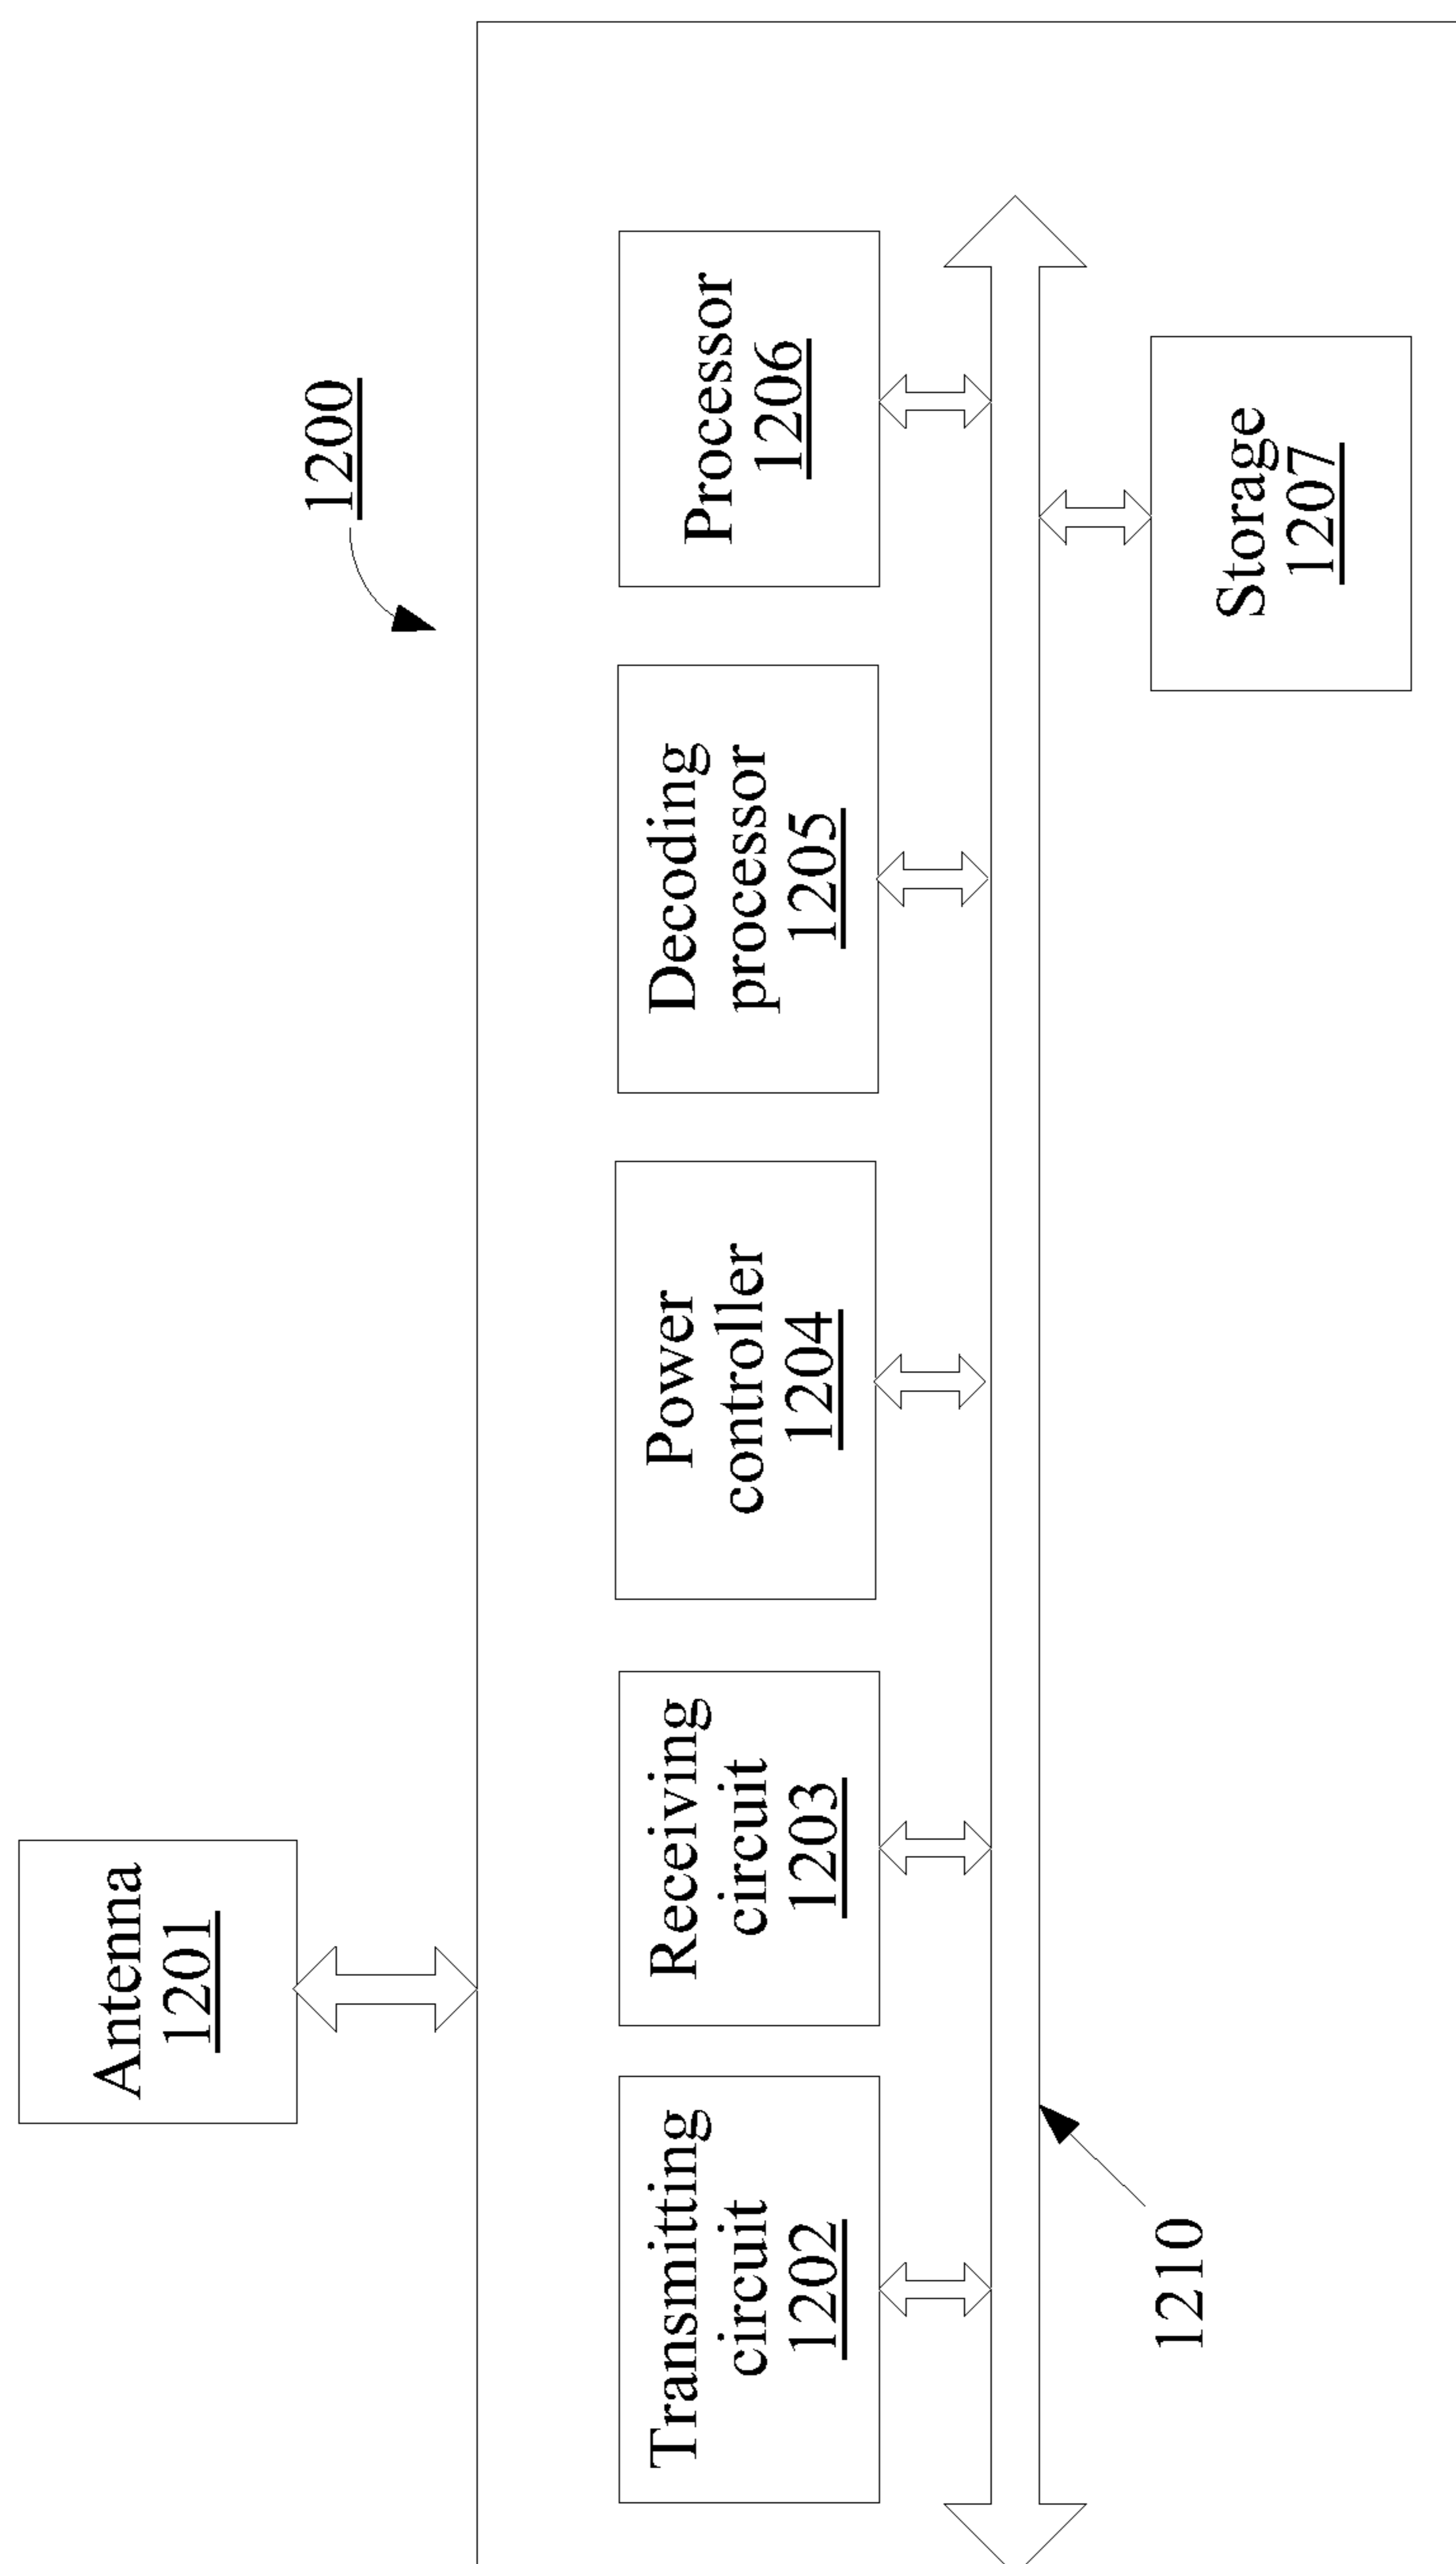 Antenna
1201
1200
Transmitting
circuit
1202
Receiving
circuit
1203
Power
controller
1204
Decoding
processor
1205
Processor
1206
1210
Storage
1207